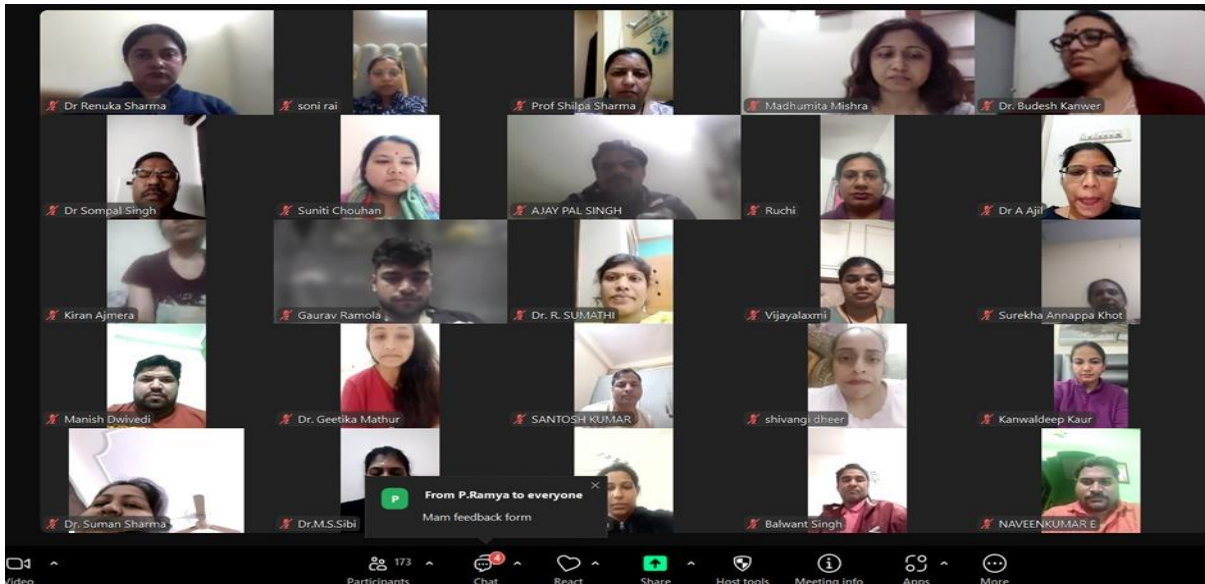 Dr Renuka Sharma
soni rai
Prof Shilpa Sharma
Madhumita Mishra
Dr. Budesh Kanwer
Dr Sompal Singh
Suniti Chouhan
AJAY PAL SINGH
Ruchi
Dr A Ajil
Kiran Ajmera
Gaurav Ramola
Dr. R. SUMATHI
Vijayalaxmi
Surekha Annappa Khot
Manish Dwivedi
Dr. Geetika Mathur
SANTOSH KUMAR
shivangi dheer
Kanwaldeep Kaur
Dr. Suman Sharma
Dr.M.S.Sibi
Balwant Singh
NAVEENKUMAR E
P
From P.Ramya to everyone
Mam feedback form
173
4
Video
Participants
Chat
React
Share
Host tools
Meeting info
Apps
More